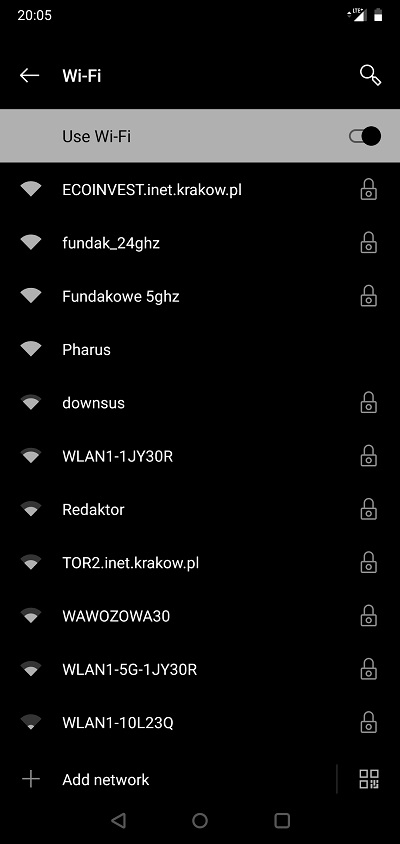 20:05
LTE+
Wi-Fi
Use Wi-Fi
ECOINVEST.inet.krakow.pl
fundak_24ghz
Fundakowe 5ghz
Pharus
downsus
WLAN1-1JY30R
Redaktor
TOR2.inet.krakow.pl
WAWOZOWA30
WLAN1-5G-1JY30R
WLAN1-10L23Q
Add network